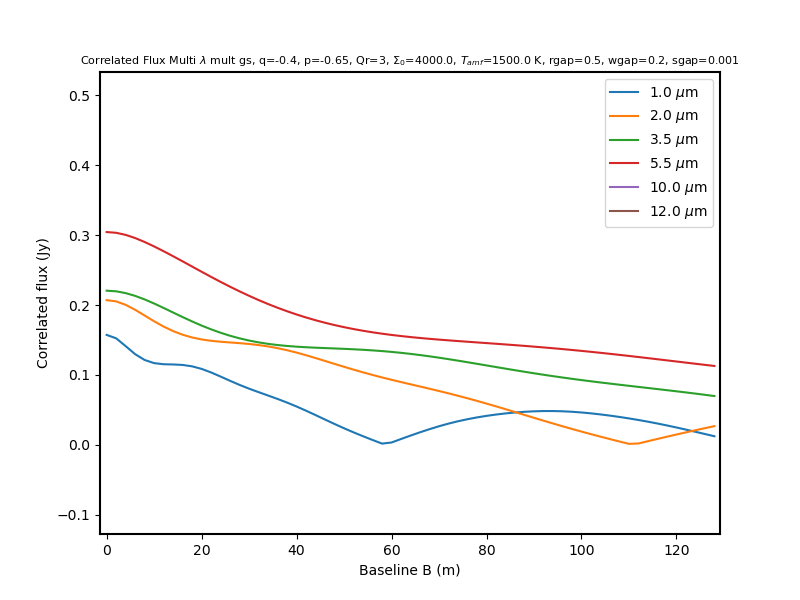 Correlated Flux Multi λ mult gs, q=-0.4, p=-0.65, Qr=3, Σ₀=4000.0, T_amf=1500.0 K, rgap=0.5, wgap=0.2, sgap=0.001
1.0 μm
2.0 μm
3.5 μm
5.5 μm
10.0 μm
12.0 μm
0.5
0.4
0.3
0.2
0.1
0.0
−0.1
Correlated flux (Jy)
0 20 40 60 80 100 120
Baseline B (m)